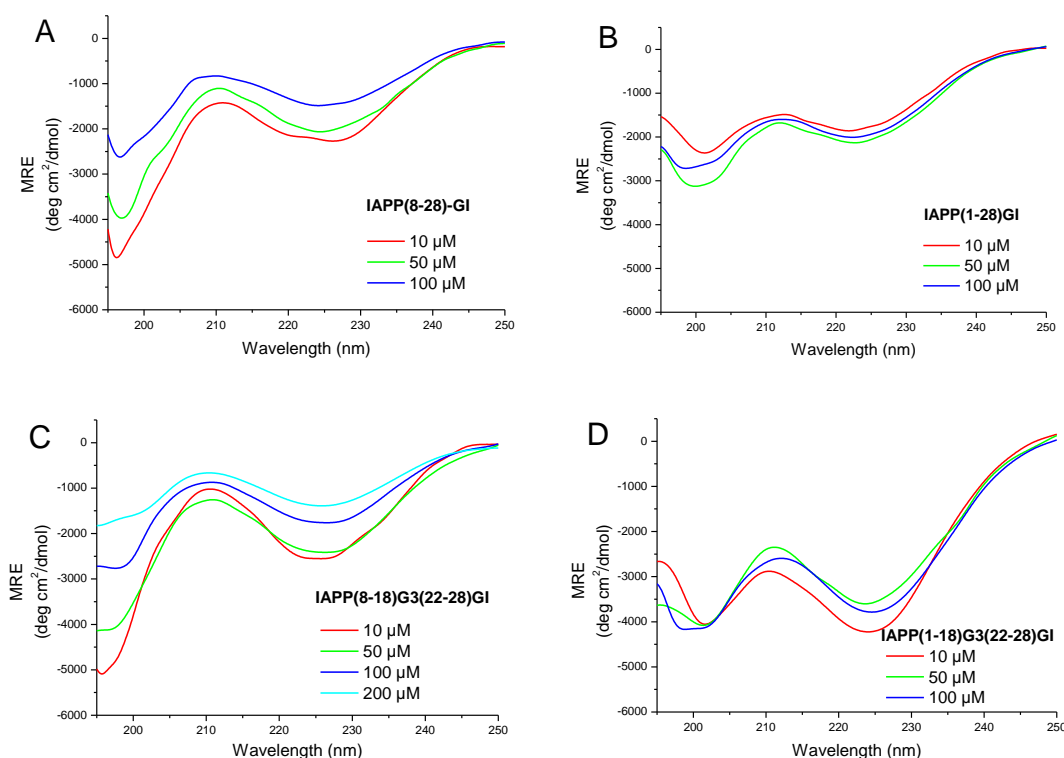 A
0
-1000
-2000
-3000
-4000
-5000
-6000
MRE
(deg cm²/dmol)
IAPP(8-28)-GI
10 µM
50 µM
100 µM
200 210 220 230 240 250
Wavelength (nm)
B
0
-1000
-2000
-3000
-4000
-5000
-6000
MRE
(deg cm²/dmol)
IAPP(1-28)GI
10 µM
50 µM
100 µM
200 210 220 230 240 250
Wavelength (nm)
C
0
-1000
-2000
-3000
-4000
-5000
-6000
MRE
(deg cm²/dmol)
IAPP(8-18)G3(22-28)GI
10 µM
50 µM
100 µM
200 µM
200 210 220 230 240 250
Wavelength (nm)
D
0
-1000
-2000
-3000
-4000
-5000
-6000
MRE
(deg cm²/dmol)
IAPP(1-18)G3(22-28)GI
10 µM
50 µM
100 µM
200 210 220 230 240 250
Wavelength (nm)